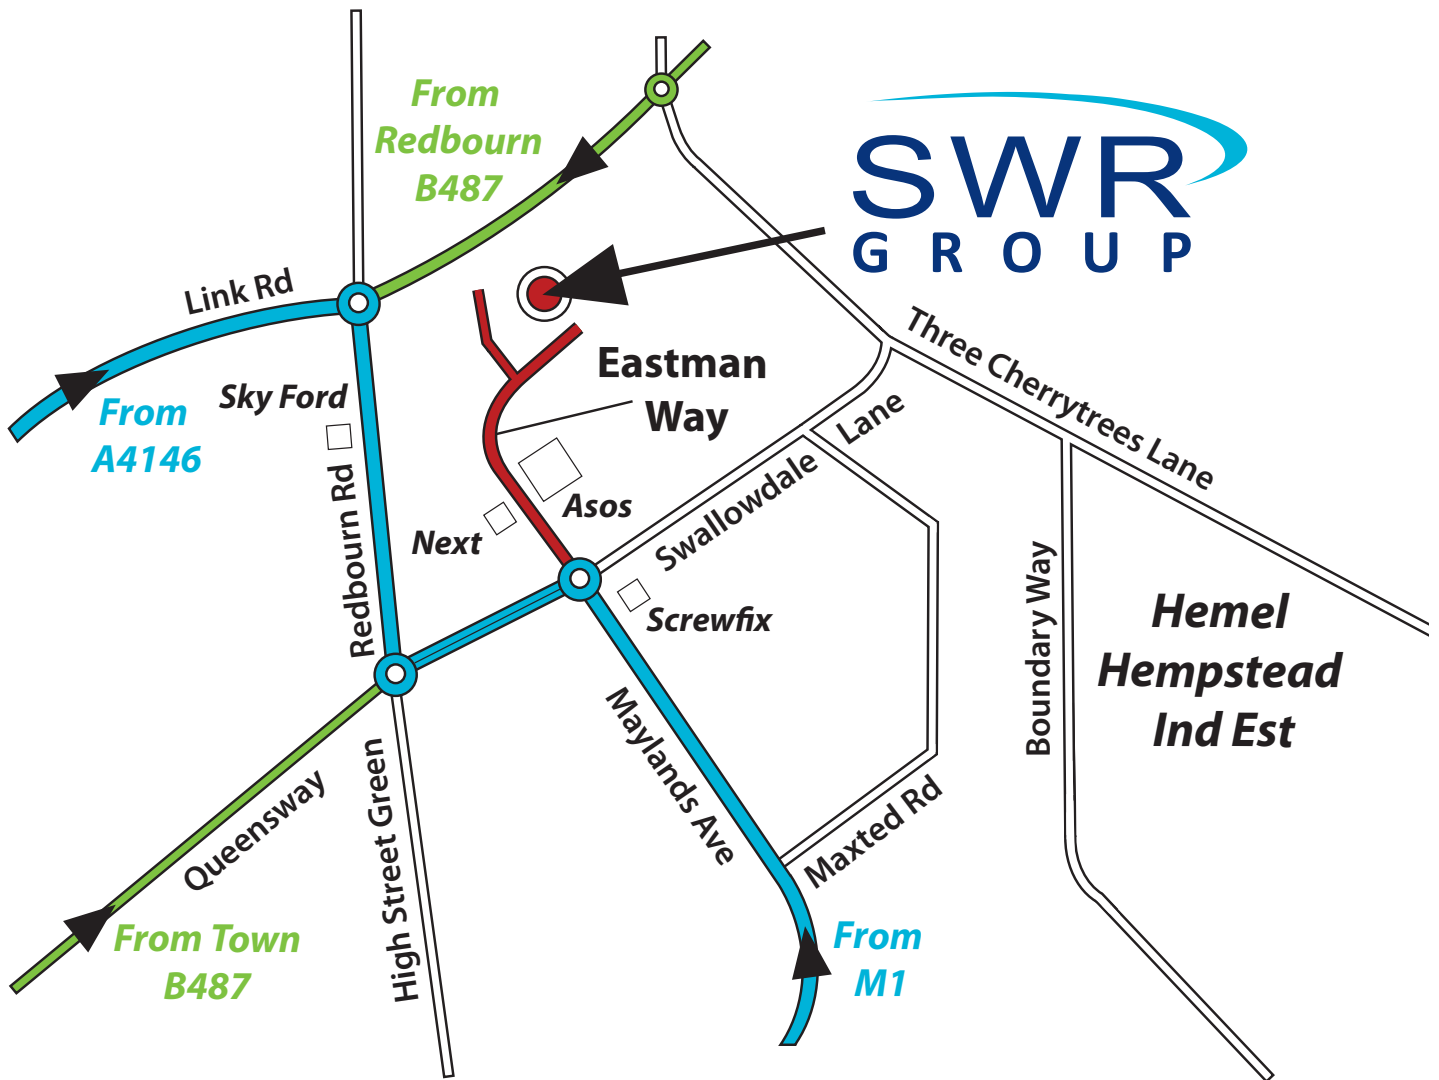 From
Redbourn
B487
SWR
GROUP
Link Rd
Three Cherrytrees Lane
Eastman
Way
Sky Ford
From
A4146
Lane
Swallowdale
Asos
Next
Redbourn Rd
Screwfix
Boundary Way
Hemel
Hempstead
Ind Est
Maylands Ave
Queensway
High Street Green
Maxted Rd
From Town
B487
From
M1